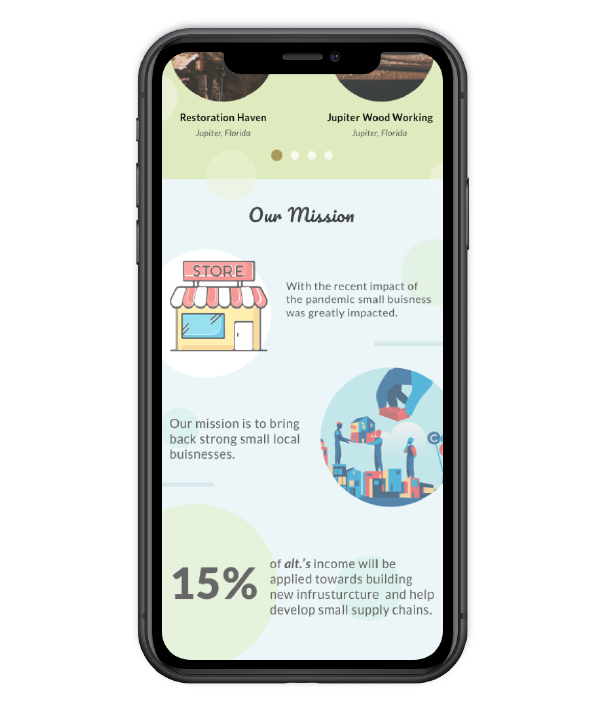 Restoration Haven
Jupiter, Florida
Jupiter Wood Working
Jupiter, Florida
Our Mission
STORE
With the recent impact of
the pandemic small buisness
was greatly impacted.
Our mission is to bring
back strong small local
buisnesses.
C
15%
of alt.'s income will be
applied towards building
new infrusturcture and help
develop small supply chains.